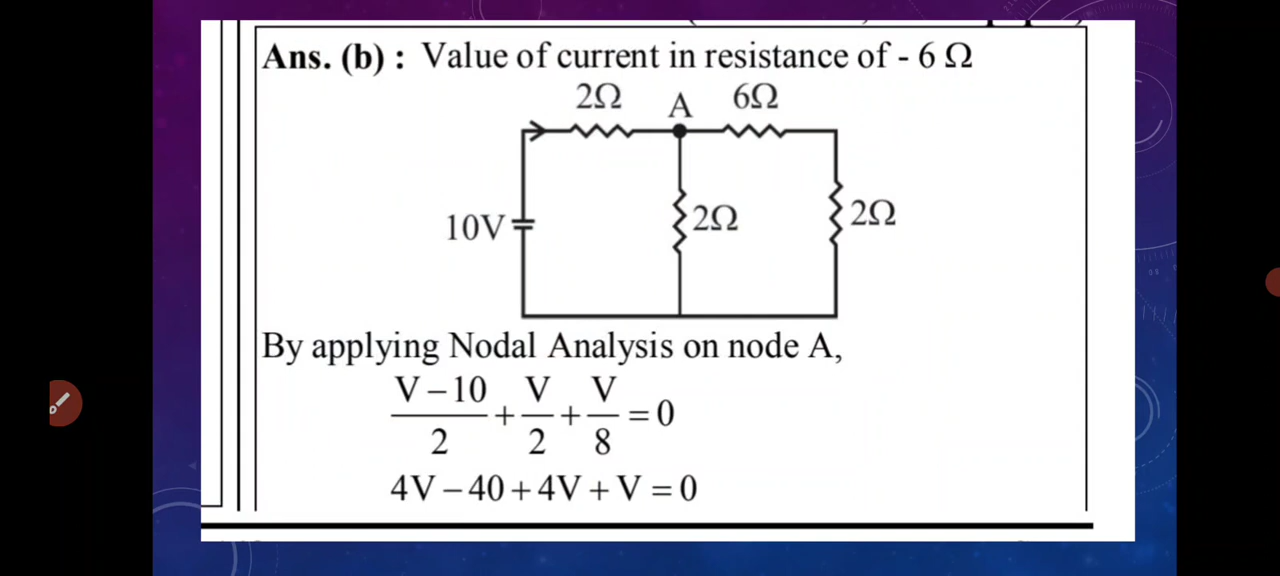 Ans. (b) : Value of current in resistance of - 6 Ω
2Ω A 6Ω
10V 2Ω 2Ω
By applying Nodal Analysis on node A,
V – 10 V V
+ + = 0
2 2 8
4V – 40 + 4V + V = 0